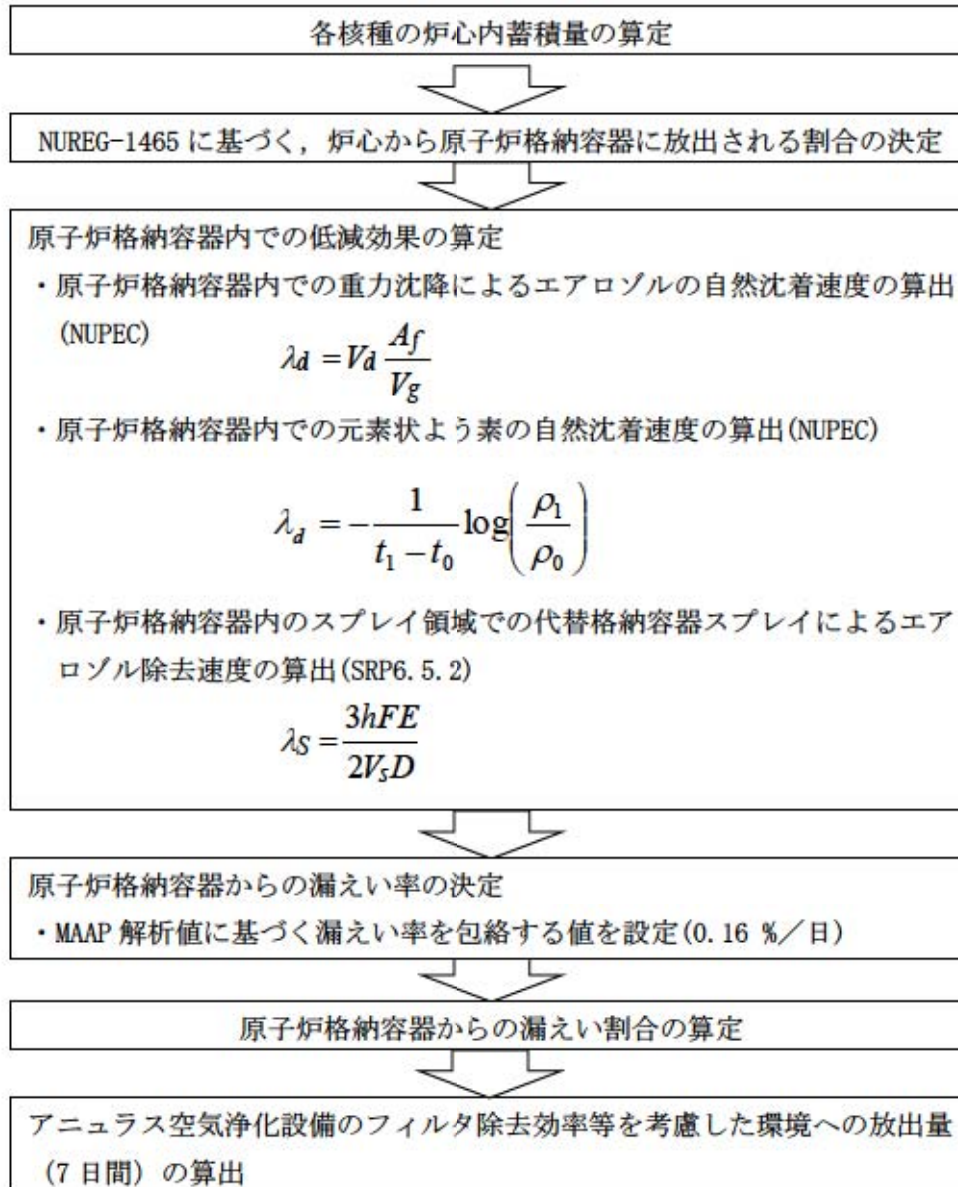 各核種の炉心内蓄積量の算定
NUREG-1465 に基づく，炉心から原子炉格納容器に放出される割合の決定
原子炉格納容器内での低減効果の算定
・原子炉格納容器内での重力沈降によるエアロゾルの自然沈着速度の算出
(NUPEC)
λd = Vd Af/Vg
・原子炉格納容器内での元素状よう素の自然沈着速度の算出(NUPEC)
λd = − 1/(t1 − t0) log(ρ1/ρ0)
・原子炉格納容器内のスプレイ領域での代替格納容器スプレイによるエア
ロゾル除去速度の算出(SRP6.5.2)
λS = 3hFE/2VsD
原子炉格納容器からの漏えい率の決定
・MAAP 解析値に基づく漏えい率を包絡する値を設定(0.16 %／日)
原子炉格納容器からの漏えい割合の算定
アニュラス空気浄化設備のフィルタ除去効率等を考慮した環境への放出量
(7 日間) の算出